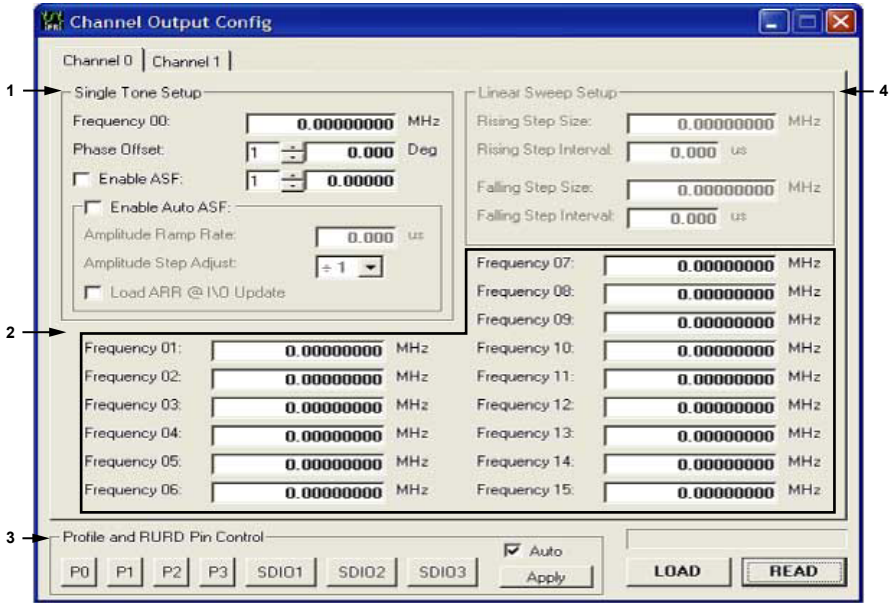 Channel Output Config
Channel 0 Channel 1
1
Single Tone Setup
Frequency 00: 0.00000000 MHz
Phase Offset: 1 0.000 Deg
Enable ASF: 1 0.00000
Enable Auto ASF:
Amplitude Ramp Rate: 0.000 us
Amplitude Step Adjust: ÷ 1
Load ARR @ I\O Update
4
Linear Sweep Setup
Rising Step Size: 0.00000000 MHz
Rising Step Interval: 0.000 us
Falling Step Size: 0.00000000 MHz
Falling Step Interval: 0.000 us
2
Frequency 01: 0.00000000 MHz
Frequency 02: 0.00000000 MHz
Frequency 03: 0.00000000 MHz
Frequency 04: 0.00000000 MHz
Frequency 05: 0.00000000 MHz
Frequency 06: 0.00000000 MHz
Frequency 07: 0.00000000 MHz
Frequency 08: 0.00000000 MHz
Frequency 09: 0.00000000 MHz
Frequency 10: 0.00000000 MHz
Frequency 11: 0.00000000 MHz
Frequency 12: 0.00000000 MHz
Frequency 13: 0.00000000 MHz
Frequency 14: 0.00000000 MHz
Frequency 15: 0.00000000 MHz
3
Profile and RURD Pin Control
P0 P1 P2 P3 SDIO1 SDIO2 SDIO3
Auto
Apply
LOAD READ